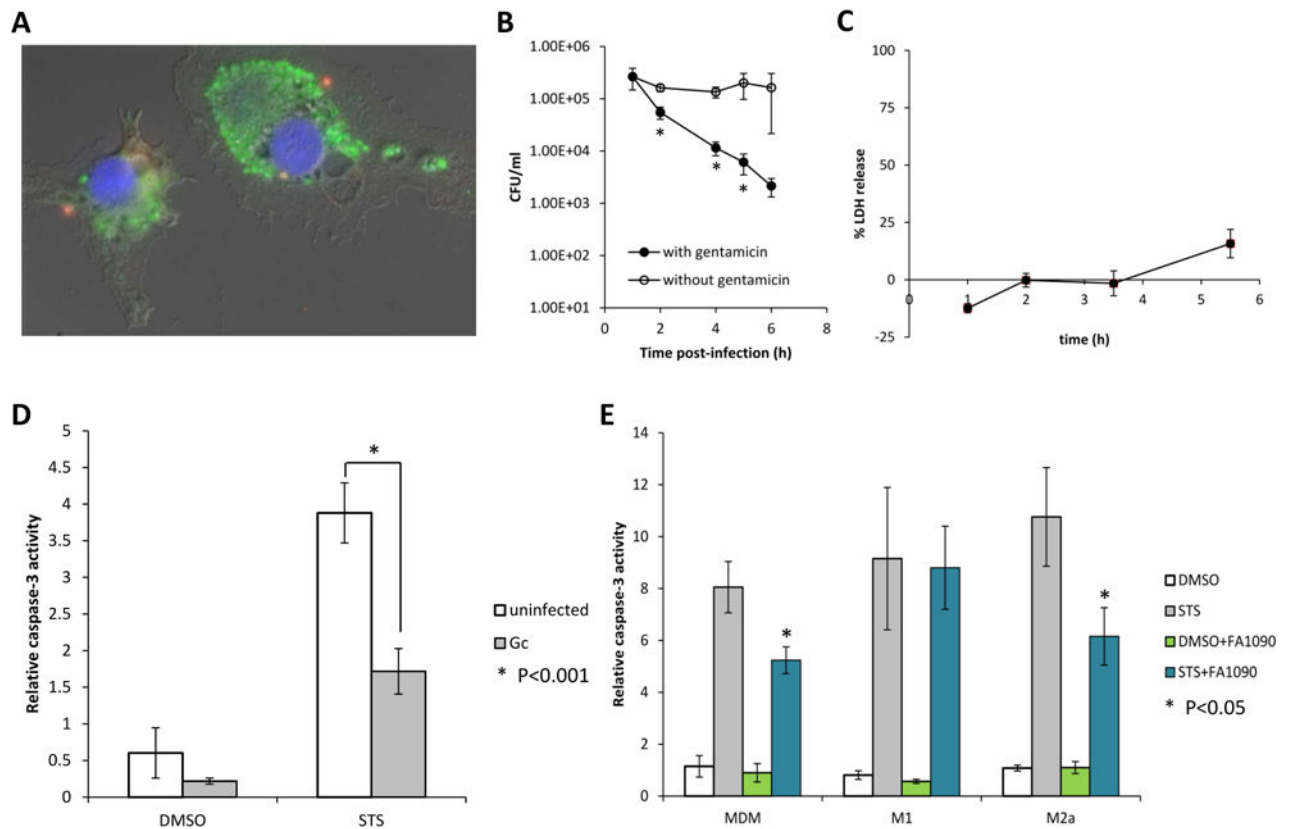 A
B
1.00E+06
1.00E+05
1.00E+04
1.00E+03
1.00E+02
1.00E+01
CFU/ml
*
*
*
with gentamicin
without gentamicin
0 2 4 6 8
Time post-infection (h)
C
100
75
50
25
0
-25
% LDH release
0 1 2 3 4 5 6
time (h)
D
5
4.5
4
3.5
3
2.5
2
1.5
1
0.5
0
Relative caspase-3 activity
*
uninfected
Gc
* P<0.001
DMSO STS
E
14
12
10
8
6
4
2
0
Relative caspase-3 activity
*
*
DMSO
STS
DMSO+FA1090
STS+FA1090
* P<0.05
MDM M1 M2a